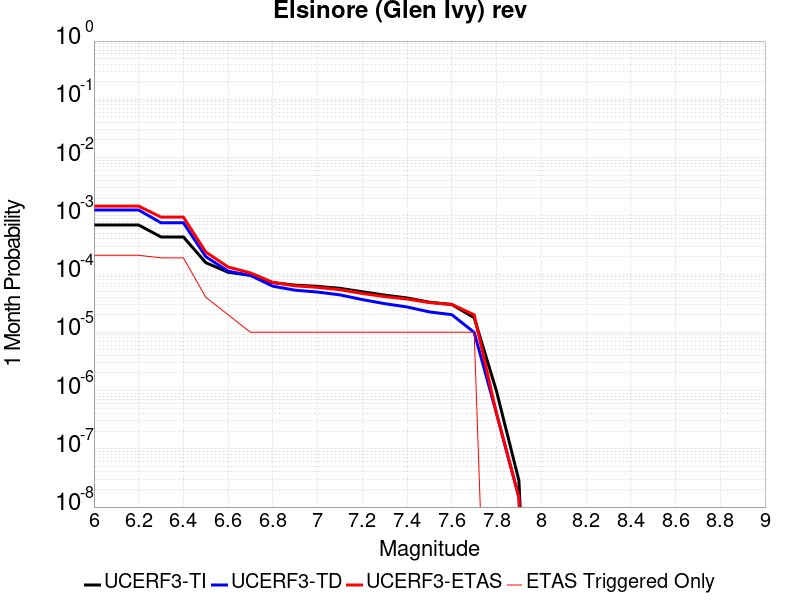 Elsinore (Glen Ivy) rev
10^0
10^-1
10^-2
10^-3
10^-4
10^-5
10^-6
10^-7
10^-8
1 Month Probability
6 6.2 6.4 6.6 6.8 7 7.2 7.4 7.6 7.8 8 8.2 8.4 8.6 8.8 9
Magnitude
UCERF3-TI UCERF3-TD UCERF3-ETAS ETAS Triggered Only